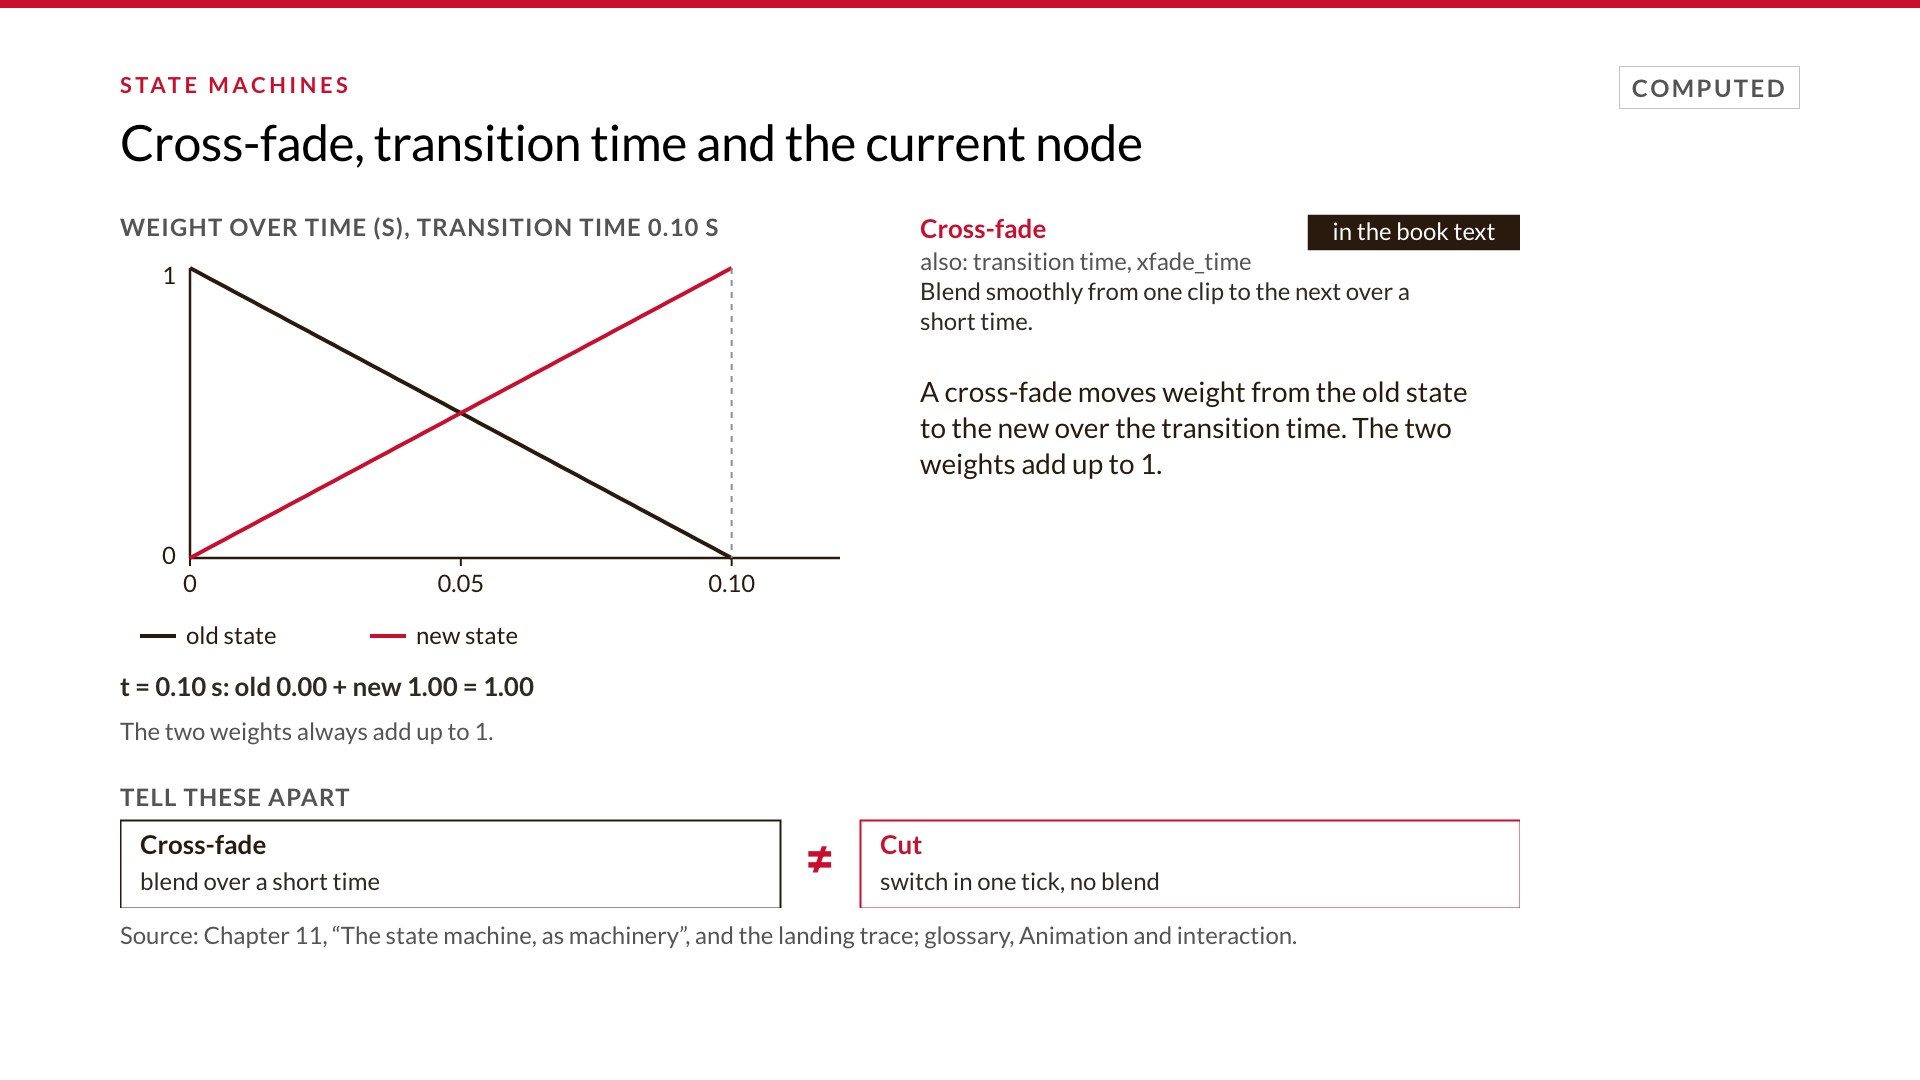 STATE MACHINES
COMPUTED
Cross-fade, transition time and the current node
WEIGHT OVER TIME (S), TRANSITION TIME 0.10 S
1
0
0
0.05
0.10
old state
new state
t = 0.10 s: old 0.00 + new 1.00 = 1.00
The two weights always add up to 1.
Cross-fade
in the book text
also: transition time, xfade_time
Blend smoothly from one clip to the next over a
short time.
A cross-fade moves weight from the old state
to the new over the transition time. The two
weights add up to 1.
TELL THESE APART
Cross-fade
blend over a short time
≠
Cut
switch in one tick, no blend
Source: Chapter 11, “The state machine, as machinery”, and the landing trace; glossary, Animation and interaction.